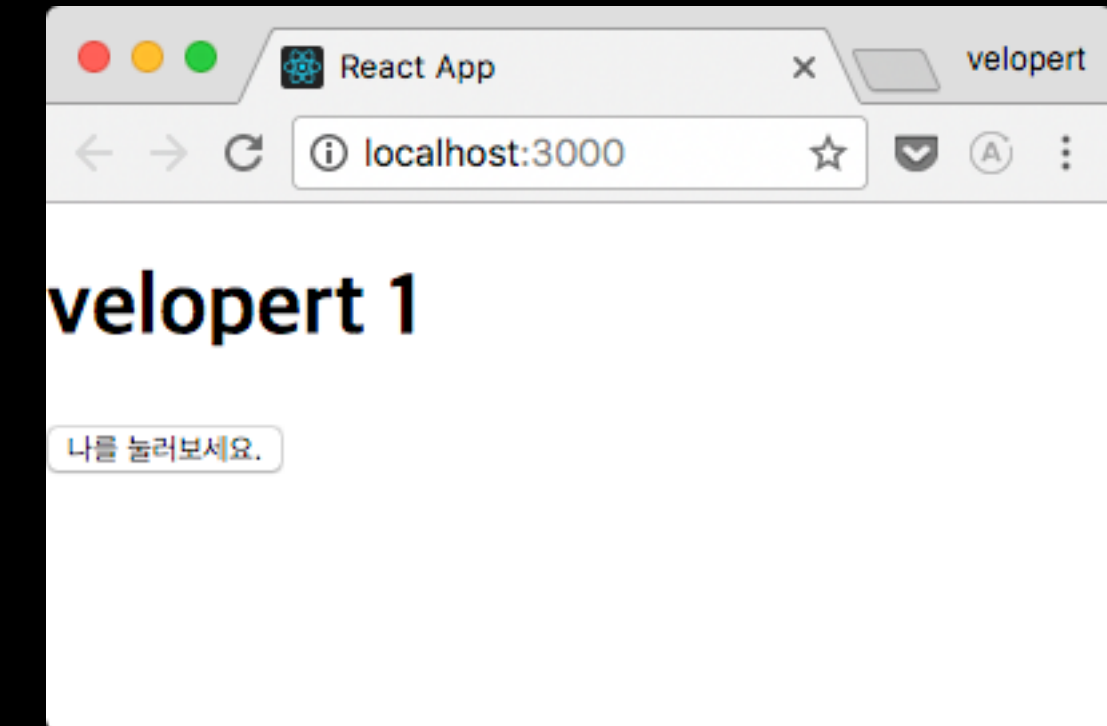 React App
velopert
localhost:3000
velopert 1
나를 눌러보세요.